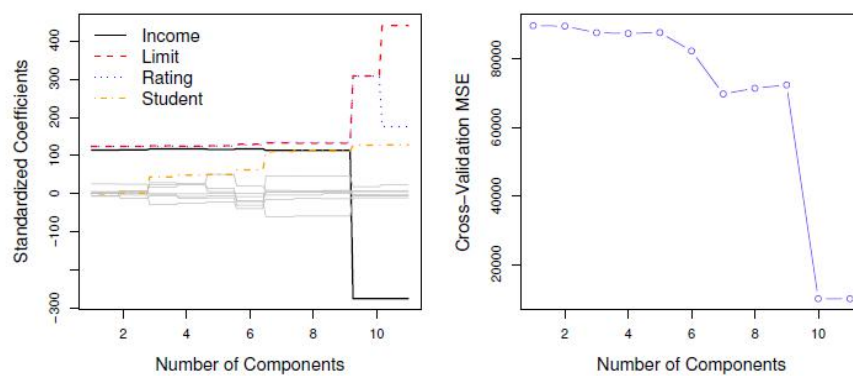 Income
Limit
Rating
Student
Standardized Coefficients
-300
-100
0
100
200
300
400
2
4
6
8
10
Number of Components
Cross-Validation MSE
20000
40000
60000
80000
2
4
6
8
10
Number of Components